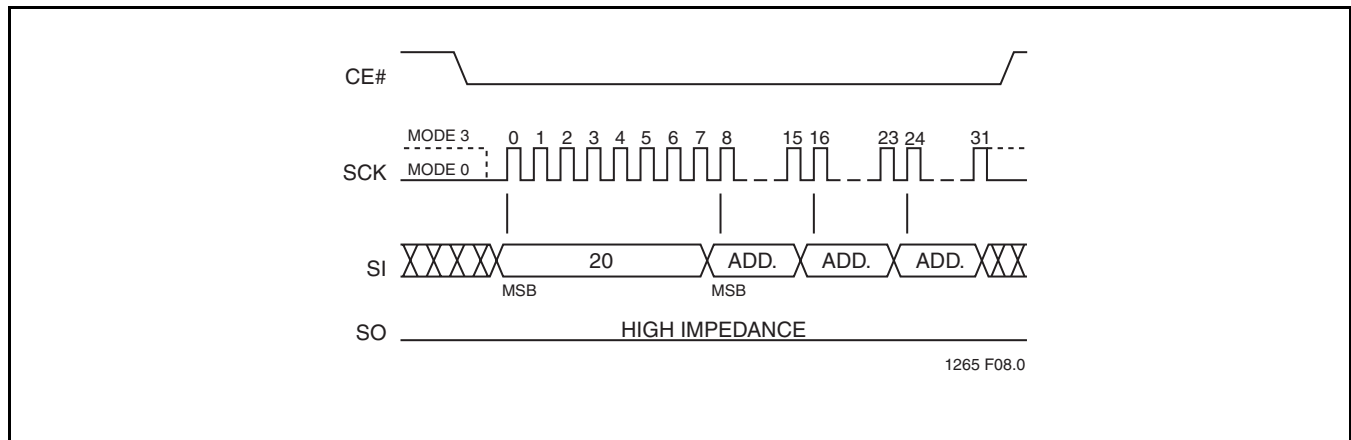 CE#
MODE 3 0 1 2 3 4 5 6 7 8 15 16 23 24 31
SCK MODE 0
SI 20 ADD. ADD. ADD.
MSB MSB
SO HIGH IMPEDANCE
1265 F08.0